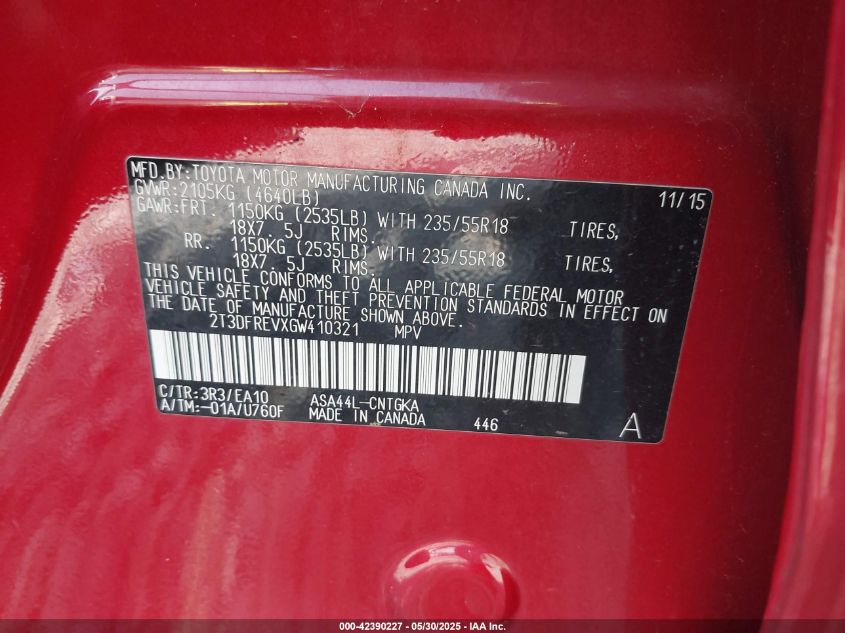 MFD.BY:TOYOTA MOTOR MANUFACTURING CANADA INC. 11/15
GVWR:2105KG (4640LB)
GAWR:FRT. 1150KG (2535LB) WITH 235/55R18 TIRES,
18X7.5J RIMS.
RR. 1150KG (2535LB) WITH 235/55R18 TIRES,
18X7.5J RIMS.
THIS VEHICLE CONFORMS TO ALL APPLICABLE FEDERAL MOTOR
VEHICLE SAFETY AND THEFT PREVENTION STANDARDS IN EFFECT ON
THE DATE OF MANUFACTURE SHOWN ABOVE.
2T3DFREVXGW410321 MPV
C/TR:3R3/EA10 ASA44L-CNTGKA
A/TM:-01A/U760F MADE IN CANADA 446 A
000-42390227 - 05/30/2025 - IAA Inc.